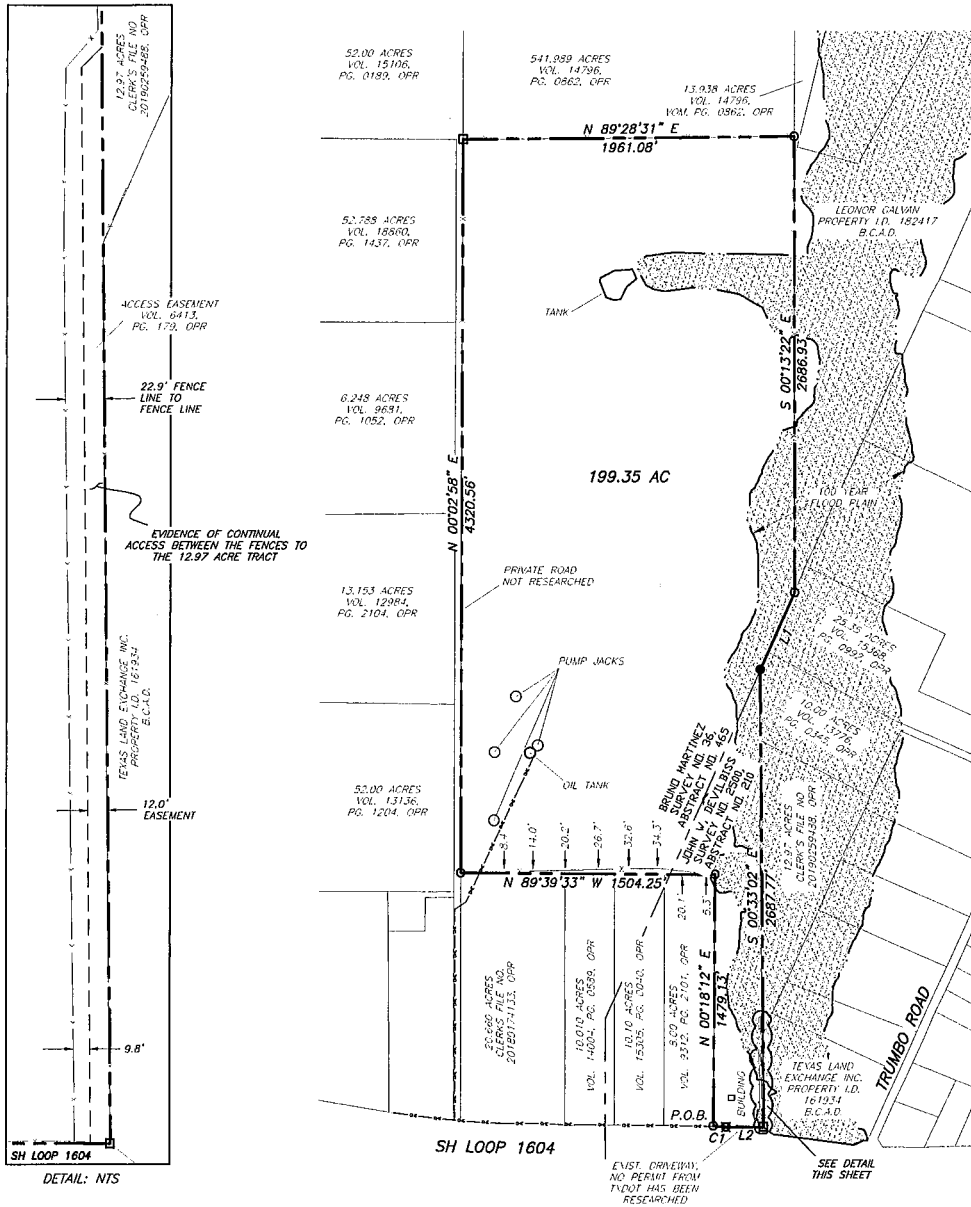 12.97 ACRES
CLERK'S FILE NO
20190259488, OPR
ACCESS EASEMENT
VOL. 6413,
PG. 179, OPR
22.9' FENCE
LINE TO
FENCE LINE
EVIDENCE OF CONTINUAL
ACCESS BETWEEN THE FENCES TO
THE 12.97 ACRE TRACT
TEXAS LAND EXCHANGE INC.
PROPERTY I.D. 161934
B.C.A.D.
12.0'
EASEMENT
9.8'
SH LOOP 1604
DETAIL: NTS
52.00 ACRES
VOL. 15106,
PG. 0189, OPR
541.989 ACRES
VOL. 14796,
PG. 0862, OPR
13.938 ACRES
VOL. 14796,
VOM. PG. 0862, OPR
N 89°28'31" E
1961.08'
52.788 ACRES
VOL. 18860,
PG. 1437, OPR
LEONOR GALVAN
PROPERTY I.D. 182417
B.C.A.D.
TANK
S 00°13'22" E
2686.93'
6.248 ACRES
VOL. 9681,
PG. 1052, OPR
N 00°02'58" E
4320.56'
199.35 AC
100 YEAR
FLOOD PLAIN
PRIVATE ROAD
NOT RESEARCHED
13.153 ACRES
VOL. 12984,
PG. 2104, OPR
L1
25.35 ACRES
VOL. 15368,
PG. 0992, OPR
PUMP JACKS
10.00 ACRES
VOL. 13776,
PG. 0345, OPR
OIL TANK
BRUNO MARTINEZ
SURVEY NO. 36,
ABSTRACT NO. 465
JOHN W. DEVILBISS
SURVEY NO. 2500,
ABSTRACT NO. 210
52.00 ACRES
VOL. 13136,
PG. 1204, OPR
8.4'
14.0'
20.2'
26.7'
32.6'
34.3'
12.97 ACRES
CLERK'S FILE NO
20190259488, OPR
S 00°33'02" E
2687.77'
N 89°39'33" W 1504.25'
20.1'
5.3'
20.660 ACRES
CLERKS FILE NO.
20180174133, OPR
10.010 ACRES
VOL. 14004, PG. 0589, OPR
10.10 ACRES
VOL. 15305, PG. 0040, OPR
8.00 ACRES
VOL. 9312, PG. 2101, OPR
N 00°18'12" E
1479.13'
BUILDING
TEXAS LAND
EXCHANGE INC.
PROPERTY I.D.
161934
B.C.A.D.
TRUMBO ROAD
P.O.B.
C1
L2
SH LOOP 1604
EXIST. DRIVEWAY,
NO PERMIT FROM
TXDOT HAS BEEN
RESEARCHED
SEE DETAIL
THIS SHEET